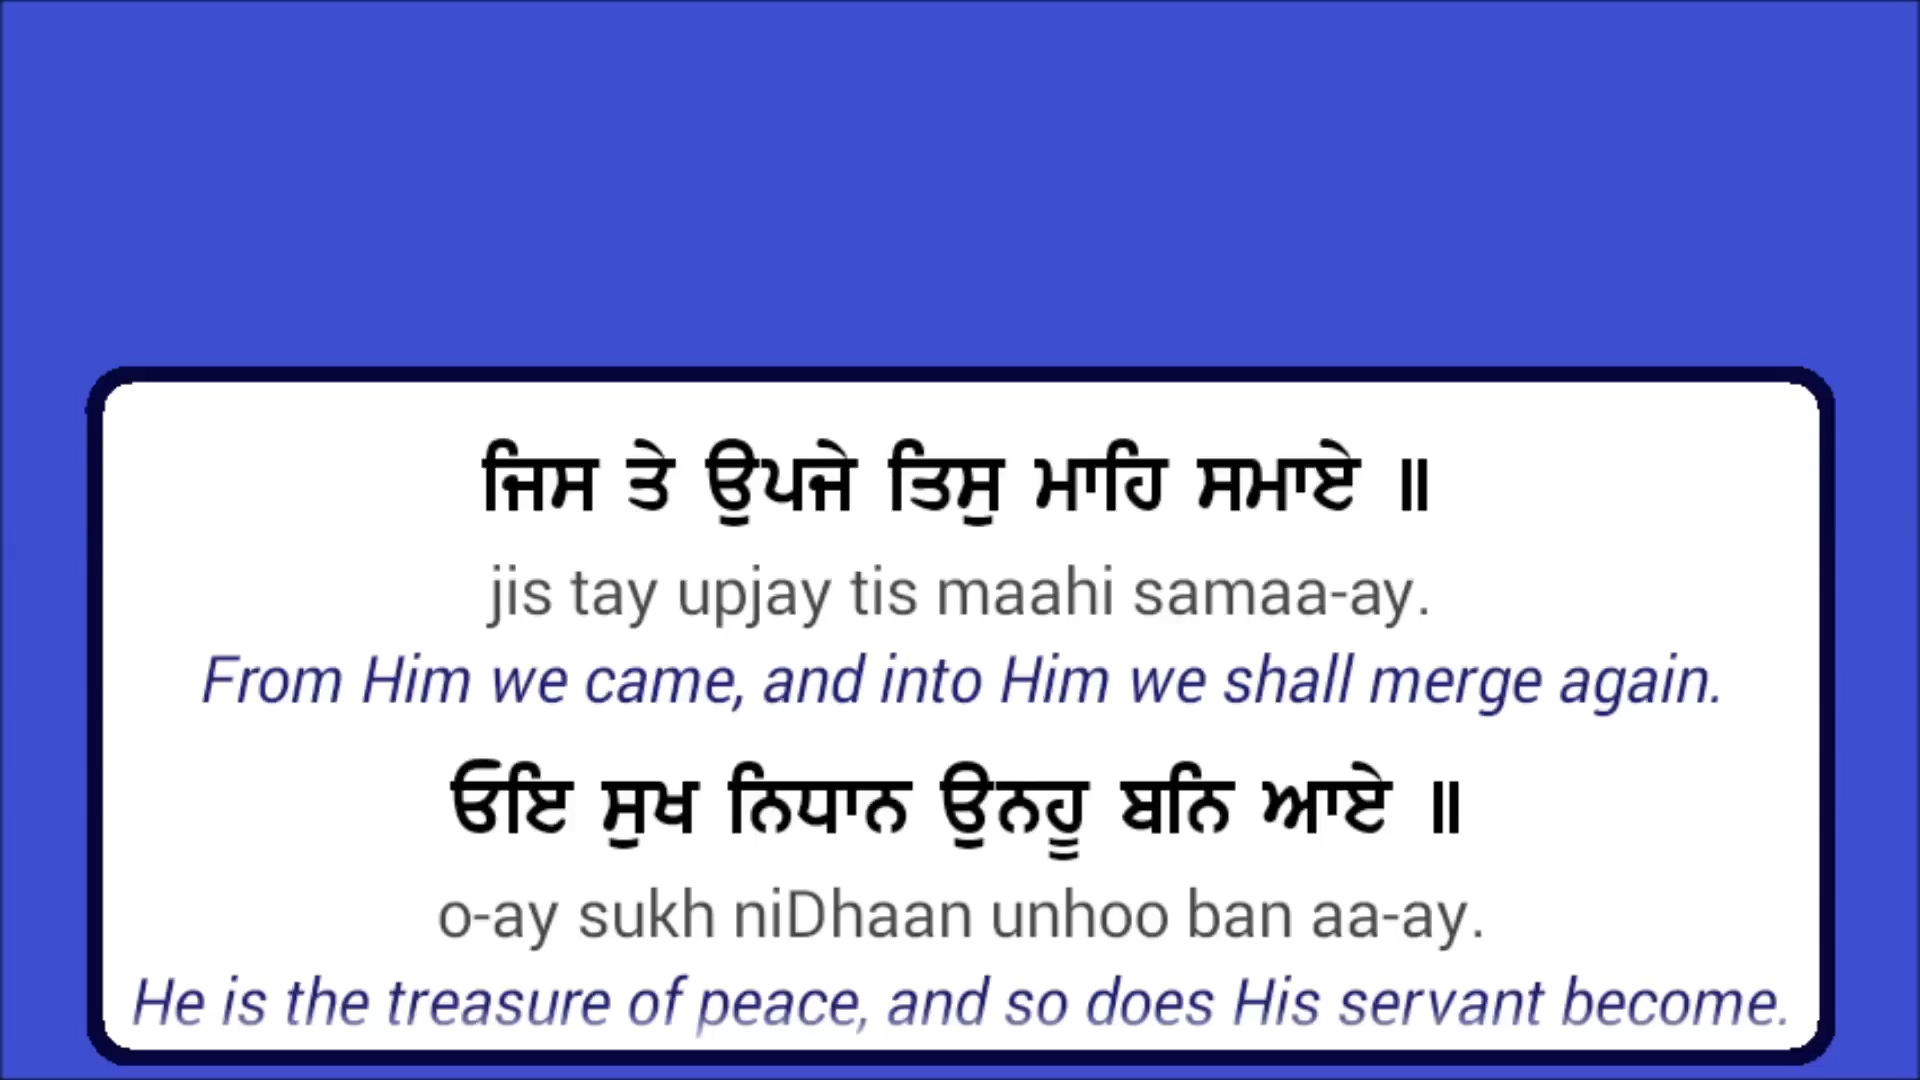 ਜਿਸ ਤੇ ਉਪਜੇ ਤਿਸੁ ਮਾਹਿ ਸਮਾਏ ॥
jis tay upjay tis maahi samaa-ay.
From Him we came, and into Him we shall merge again.
ਓਇ ਸੁਖ ਨਿਧਾਨ ਉਨਹੂ ਬਨਿ ਆਏ ॥
o-ay sukh niDhaan unhoo ban aa-ay.
He is the treasure of peace, and so does His servant become.